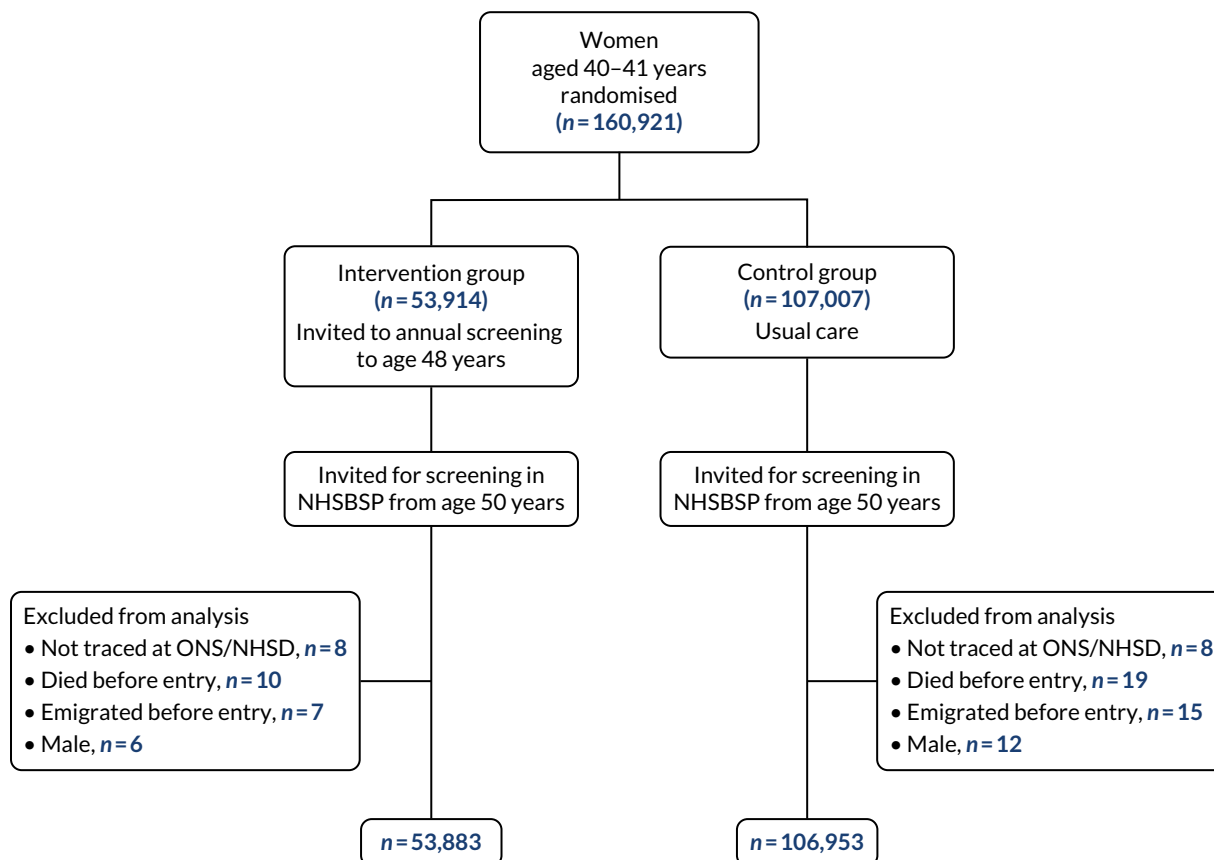 Women
aged 40–41 years
randomised
(n = 160,921)
Intervention group
(n = 53,914)
Invited to annual screening
to age 48 years
Control group
(n = 107,007)
Usual care
Invited for screening in
NHSBSP from age 50 years
Invited for screening in
NHSBSP from age 50 years
Excluded from analysis
• Not traced at ONS/NHSD, n = 8
• Died before entry, n = 10
• Emigrated before entry, n = 7
• Male, n = 6
Excluded from analysis
• Not traced at ONS/NHSD, n = 8
• Died before entry, n = 19
• Emigrated before entry, n = 15
• Male, n = 12
n = 53,883
n = 106,953